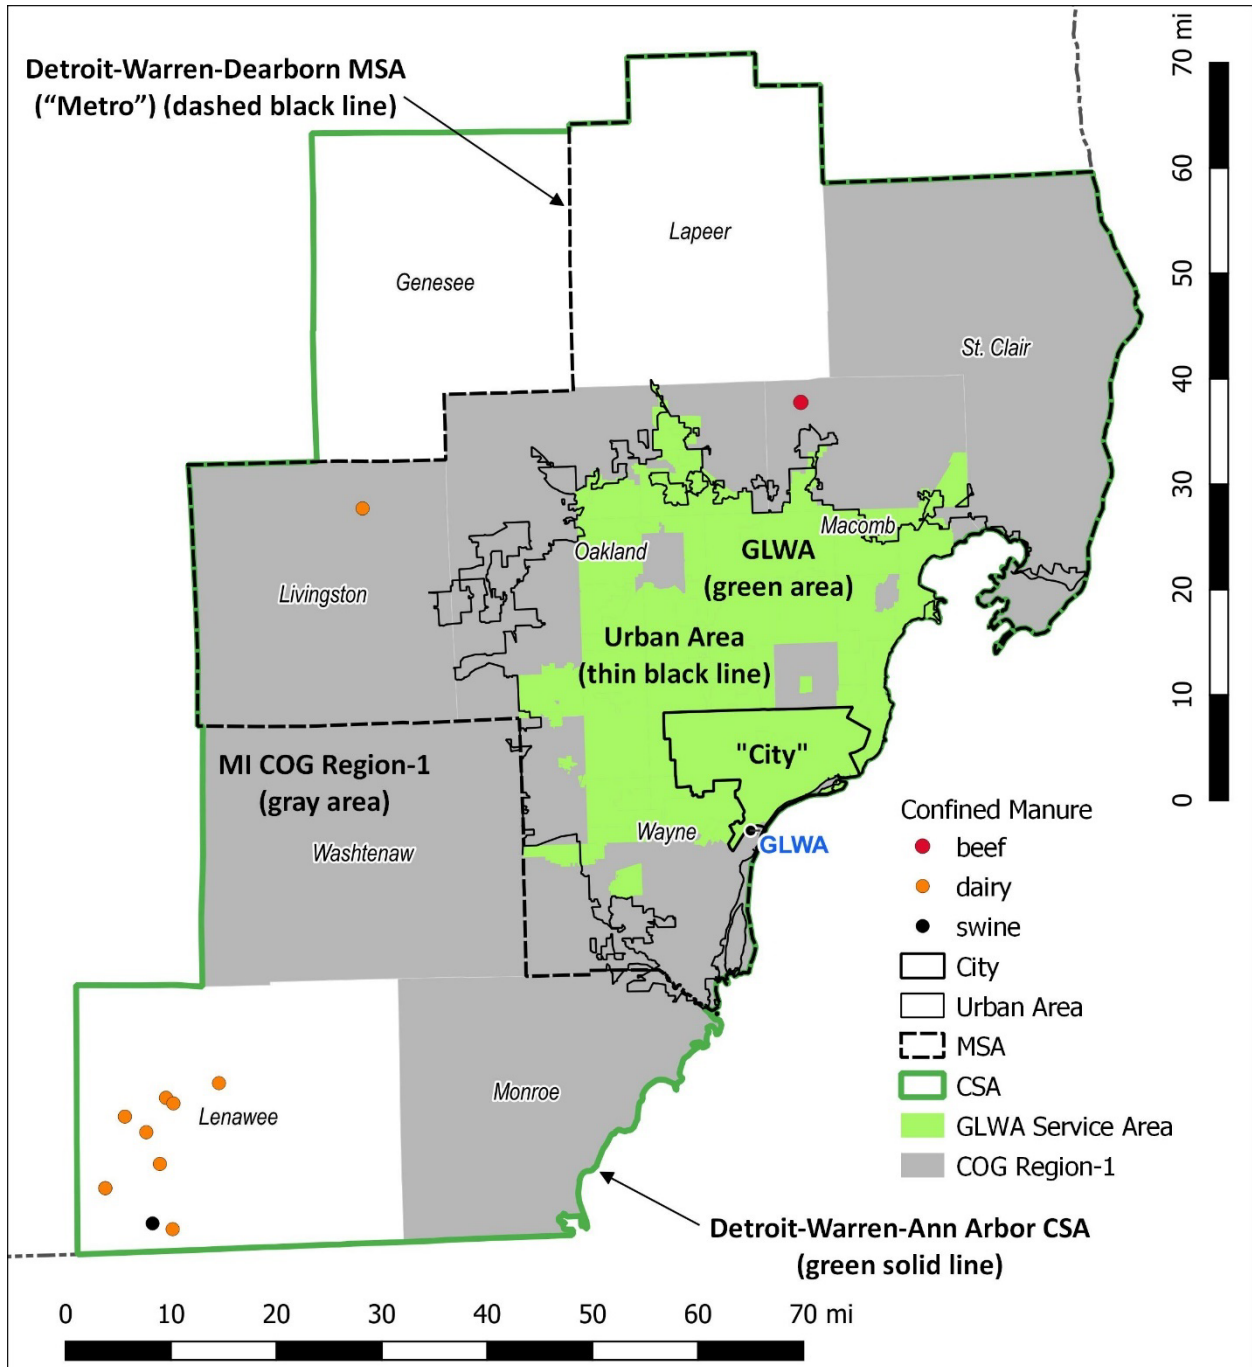 Detroit-Warren-Dearborn MSA
(“Metro”) (dashed black line)
Lapeer
Genesee
St. Clair
Macomb
Oakland
GLWA
(green area)
Livingston
Urban Area
(thin black line)
MI COG Region-1
(gray area)
"City"
Washtenaw
Wayne
GLWA
Monroe
Lenawee
Confined Manure
beef
dairy
swine
City
Urban Area
MSA
CSA
GLWA Service Area
COG Region-1
Detroit-Warren-Ann Arbor CSA
(green solid line)
70 mi
60
50
40
30
20
10
0
0 10 20 30 40 50 60 70 mi